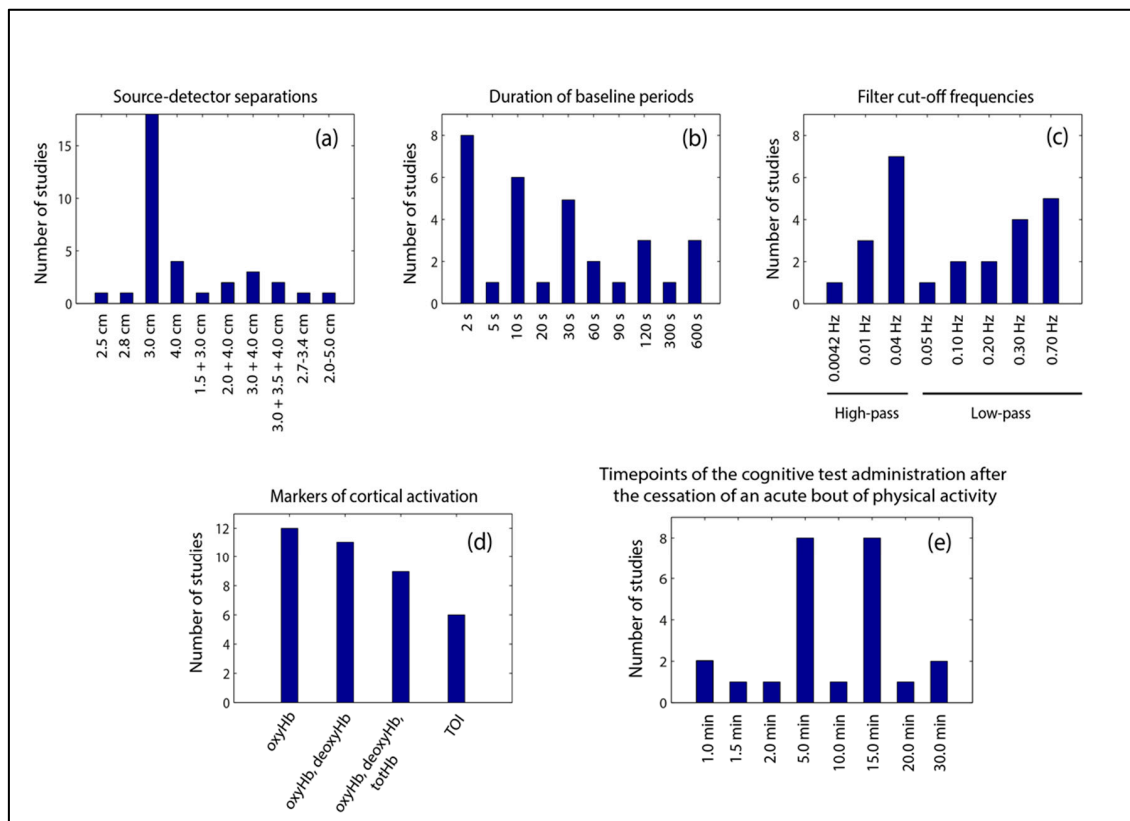 Source-detector separations
(a)
Number of studies
15
10
5
0
2.5 cm
2.8 cm
3.0 cm
4.0 cm
1.5 + 3.0 cm
2.0 + 4.0 cm
3.0 + 4.0 cm
3.0 + 3.5 + 4.0 cm
2.7-3.4 cm
2.0-5.0 cm
Duration of baseline periods
(b)
Number of studies
8
6
4
2
0
2 s
5 s
10 s
20 s
30 s
60 s
90 s
120 s
300 s
600 s
Filter cut-off frequencies
(c)
Number of studies
8
6
4
2
0
0.0042 Hz
0.01 Hz
0.04 Hz
0.05 Hz
0.10 Hz
0.20 Hz
0.30 Hz
0.70 Hz
High-pass
Low-pass
Markers of cortical activation
(d)
Number of studies
12
10
8
6
4
2
0
oxyHb
oxyHb, deoxyHb
oxyHb, deoxyHb,
totHb
TOI
Timepoints of the cognitive test administration after
the cessation of an acute bout of physical activity
(e)
Number of studies
8
6
4
2
0
1.0 min
1.5 min
2.0 min
5.0 min
10.0 min
15.0 min
20.0 min
30.0 min